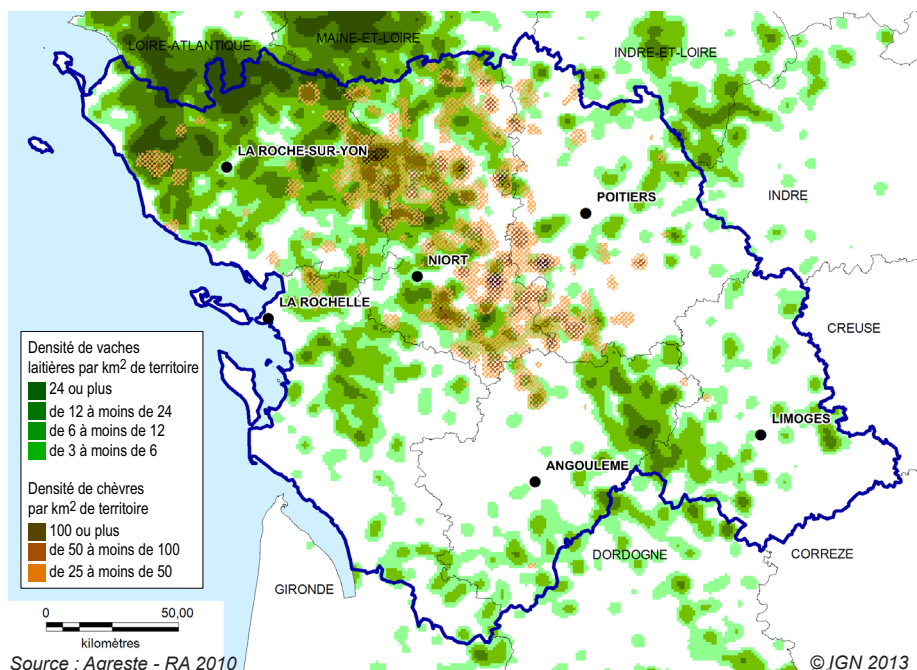 LOIRE-ATLANTIQUE
MAINE-ET-LOIRE
INDRE-ET-LOIRE
LA ROCHE-SUR-YON
POITIERS
INDRE
NIORT
LA ROCHELLE
CREUSE
LIMOGES
ANGOULEME
DORDOGNE
CORREZE
GIRONDE
Densité de vaches
laitières par km2 de territoire
24 ou plus
de 12 à moins de 24
de 6 à moins de 12
de 3 à moins de 6
Densité de chèvres
par km2 de territoire
100 ou plus
de 50 à moins de 100
de 25 à moins de 50
0 50,00
kilomètres
Source : Agreste - RA 2010
© IGN 2013